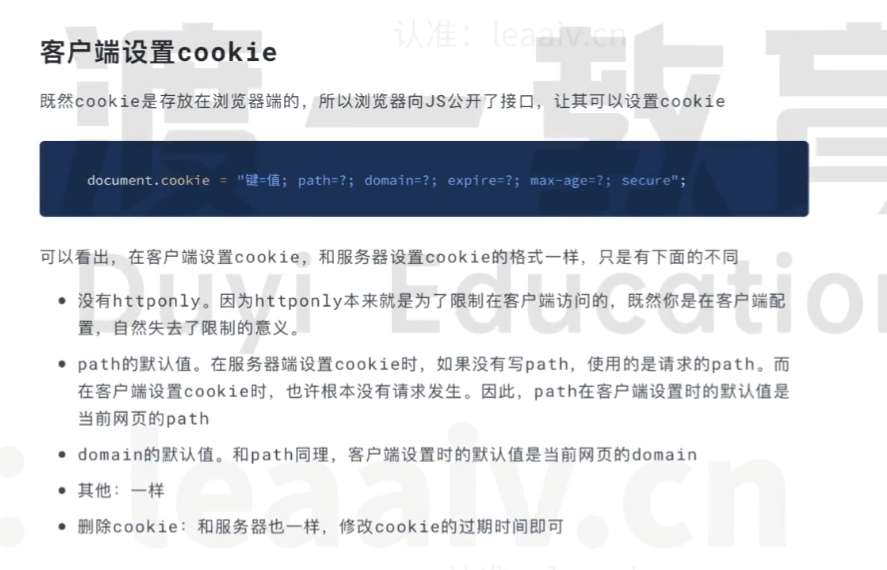 认准：leaaiv.cn
客户端设置cookie
既然cookie是存放在浏览器端的，所以浏览器向JS公开了接口，让其可以设置cookie
document.cookie = "键=值; path=?; domain=?; expire=?; max-age=?; secure";
可以看出，在客户端设置cookie，和服务器设置cookie的格式一样，只是有下面的不同
• 没有httponly。因为httponly本来就是为了限制在客户端访问的，既然你是在客户端配
置，自然失去了限制的意义。
• path的默认值。在服务器端设置cookie时，如果没有写path，使用的是请求的path。而
在客户端设置cookie时，也许根本没有请求发生。因此，path在客户端设置时的默认值是
当前网页的path
• domain的默认值。和path同理，客户端设置时的默认值是当前网页的domain
• 其他：一样
• 删除cookie：和服务器也一样，修改cookie的过期时间即可
渡一教育
Duyi Education
: leaaiv.cn